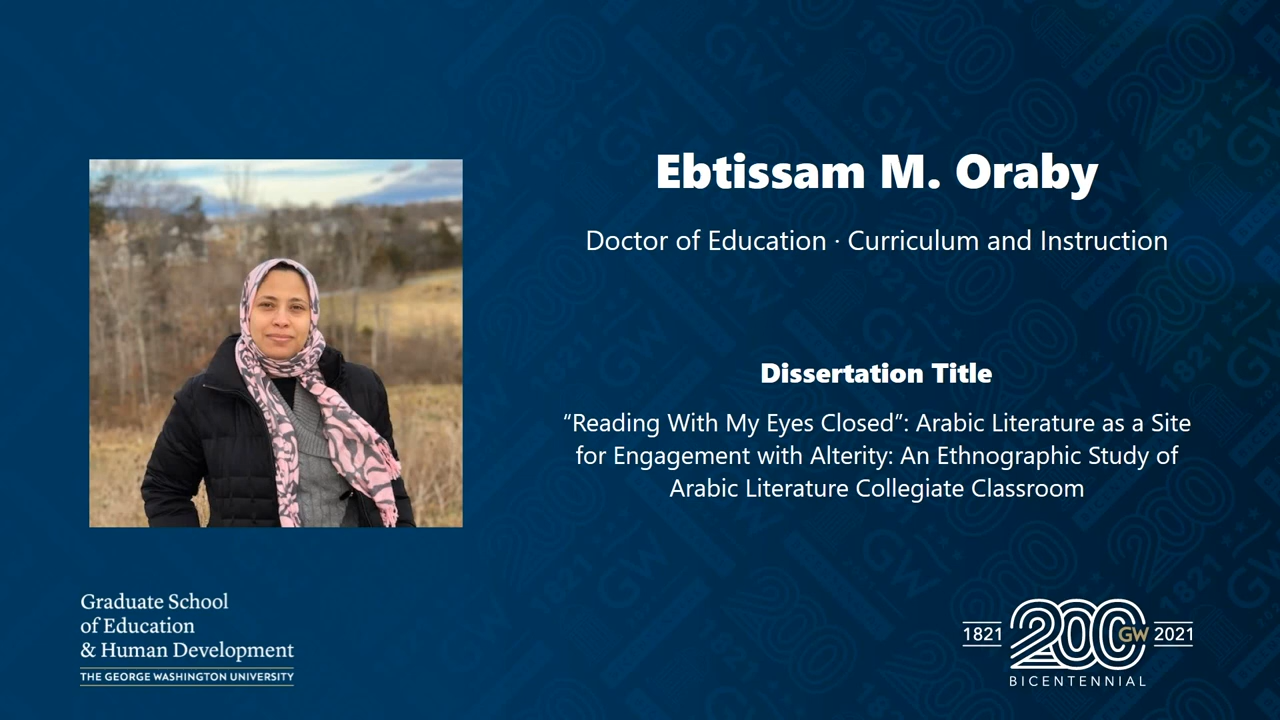 Ebtissam M. Oraby
Doctor of Education · Curriculum and Instruction
Dissertation Title
“Reading With My Eyes Closed”: Arabic Literature as a Site
for Engagement with Alterity: An Ethnographic Study of
Arabic Literature Collegiate Classroom
Graduate School
of Education
& Human Development
THE GEORGE WASHINGTON UNIVERSITY
1821 200 GW 2021
BICENTENNIAL